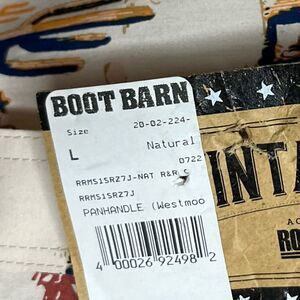 BOOT BARN
Size 20-02-224-
L Natural
0722
RRMS1SRZ7J-NAT R&R
RRMS1SRZ7J
PANHANDLE (Westmoo
4 00026 92498 2
INTA
RO